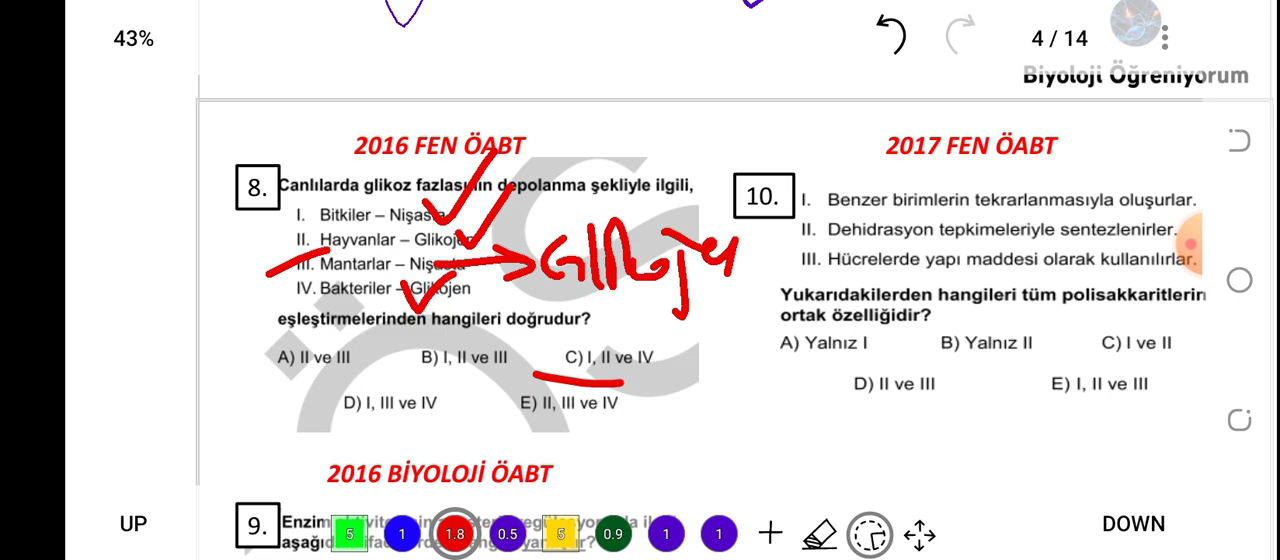 43%
4 / 14
Biyoloji Öğreniyorum
2016 FEN ÖABT
8. Canlılarda glikoz fazlasının depolanma şekliyle ilgili,
I. Bitkiler – Nişasta
II. Hayvanlar – Glikojen
III. Mantarlar – Nişasta
Glikojen
IV. Bakteriler – Glikojen
eşleştirmelerinden hangileri doğrudur?
A) II ve III B) I, II ve III C) I, II ve IV
D) I, III ve IV E) II, III ve IV
2016 BİYOLOJİ ÖABT
9. Enzim
2017 FEN ÖABT
10. I. Benzer birimlerin tekrarlanmasıyla oluşurlar.
II. Dehidrasyon tepkimeleriyle sentezlenirler.
III. Hücrelerde yapı maddesi olarak kullanılırlar.
Yukarıdakilerden hangileri tüm polisakkaritlerin
ortak özelliğidir?
A) Yalnız I B) Yalnız II C) I ve II
D) II ve III E) I, II ve III
UP
5 1 1.8 0.5 5 0.9 1 1
DOWN